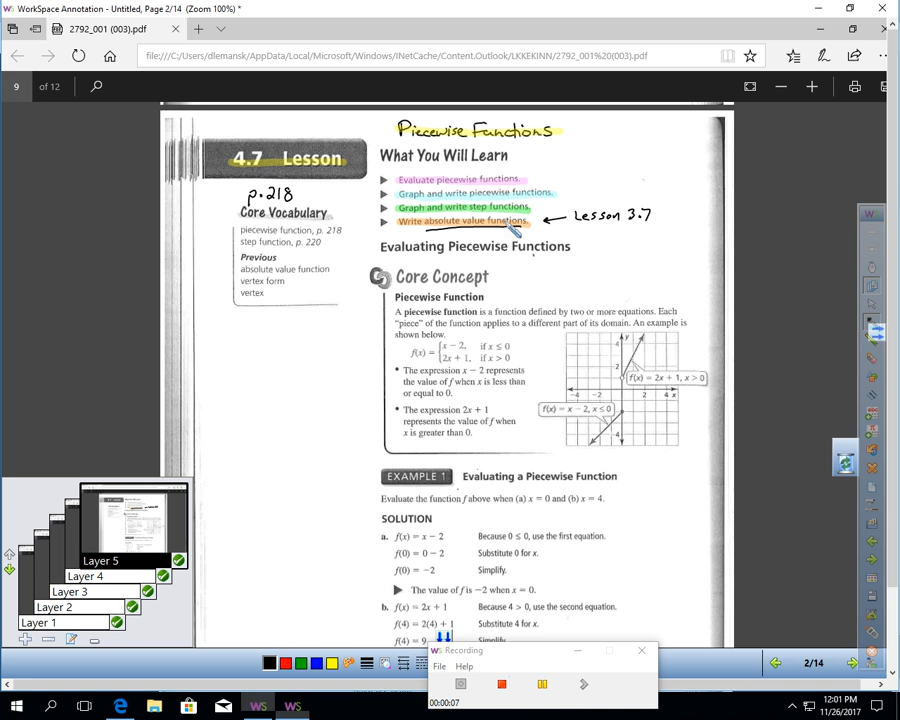 WorkSpace Annotation - Untitled, Page 2/14 (Zoom 100%) *
2792_001 (003).pdf
file:///C:/Users/dlemansk/AppData/Local/Microsoft/Windows/INetCache/Content.Outlook/LKKEKINN/2792_001%20(003).pdf
9 of 12
Piecewise Functions
4.7 Lesson
p.218
Core Vocabulary
piecewise function, p. 218
step function, p. 220
Previous
absolute value function
vertex form
vertex
What You Will Learn
Evaluate piecewise functions.
Graph and write piecewise functions.
Graph and write step functions.
Write absolute value functions. ← Lesson 3.7
Evaluating Piecewise Functions
Core Concept
Piecewise Function
A piecewise function is a function defined by two or more equations. Each
"piece" of the function applies to a different part of its domain. An example is
shown below.
f(x) = { x − 2, if x ≤ 0
2x + 1, if x > 0
• The expression x − 2 represents
the value of f when x is less than
or equal to 0.
• The expression 2x + 1
represents the value of f when
x is greater than 0.
4 y
2
f(x) = 2x + 1, x > 0
−4 −2 2 4 x
f(x) = x − 2, x ≤ 0
−4
EXAMPLE 1 Evaluating a Piecewise Function
Evaluate the function f above when (a) x = 0 and (b) x = 4.
SOLUTION
a. f(x) = x − 2 Because 0 ≤ 0, use the first equation.
f(0) = 0 − 2 Substitute 0 for x.
f(0) = −2 Simplify.
The value of f is −2 when x = 0.
b. f(x) = 2x + 1 Because 4 > 0, use the second equation.
f(4) = 2(4) + 1 Substitute 4 for x.
f(4) = 9 Simplify.
Layer 5
Layer 4
Layer 3
Layer 2
Layer 1
WS Recording
File Help
00:00:07
2/14
12:01 PM
11/26/2017